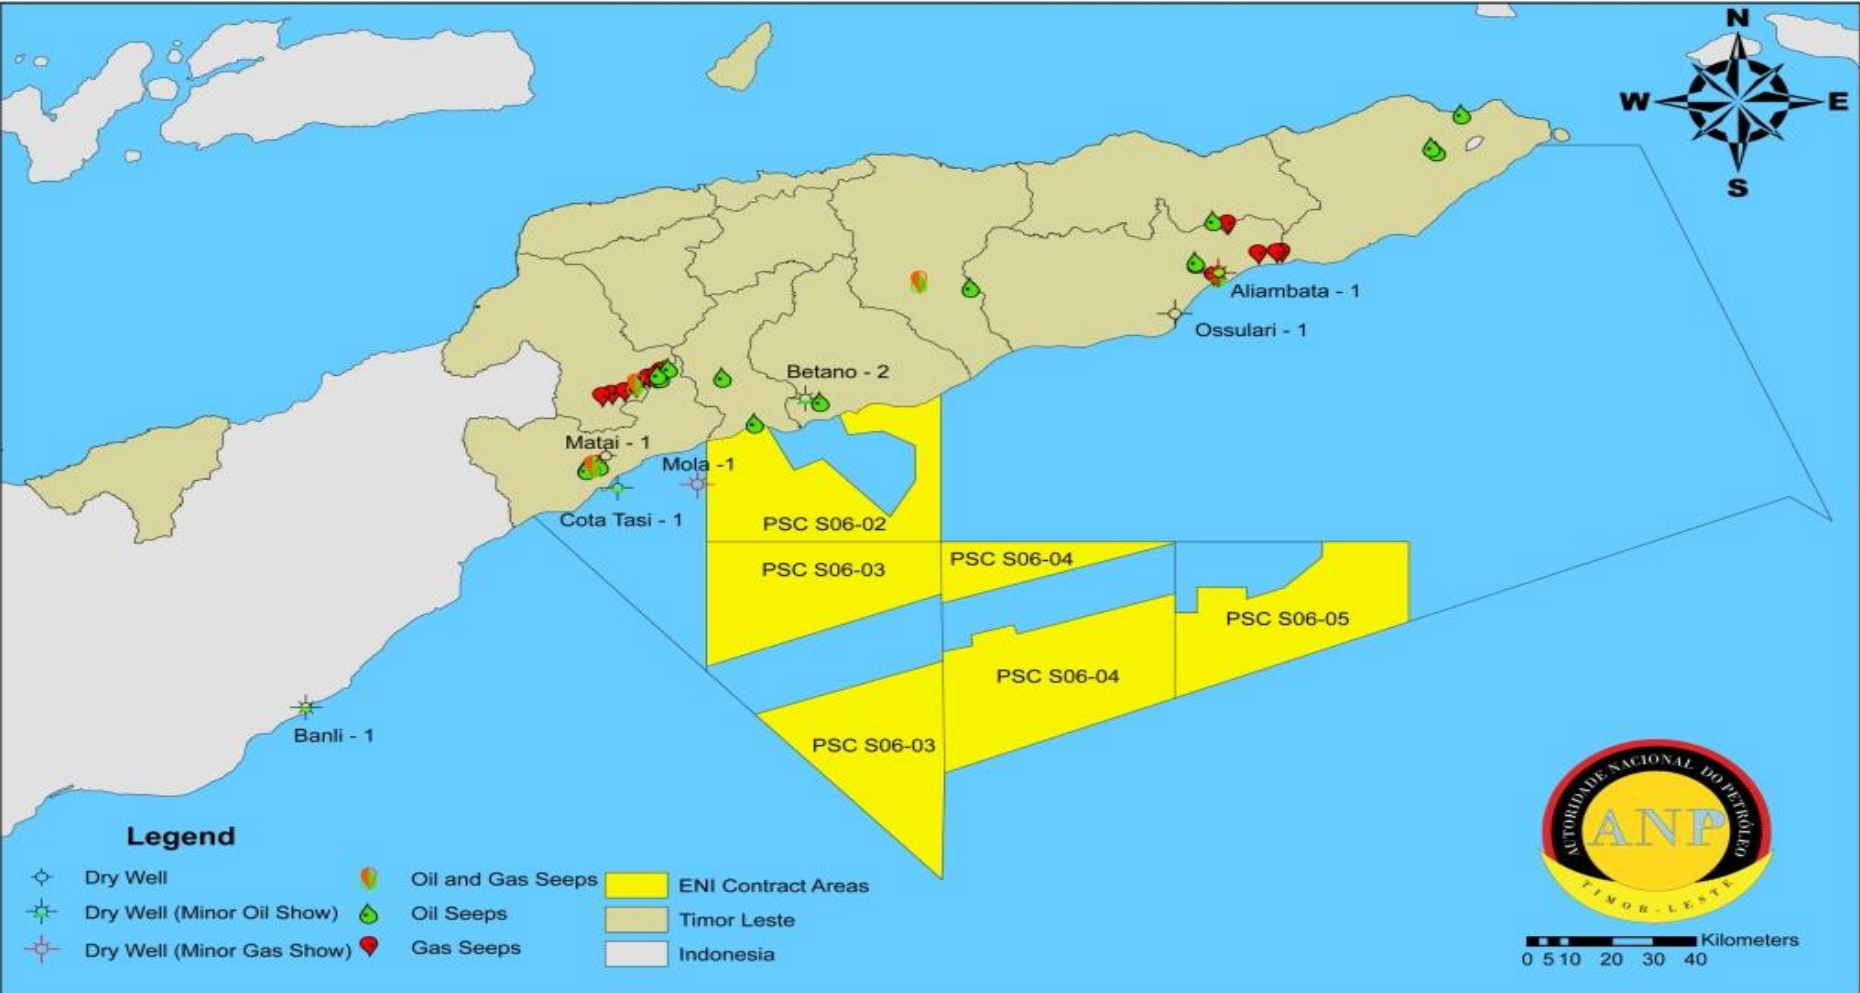 N
W
E
S
Aliambata - 1
Ossulari - 1
Betano - 2
Matai - 1
Mola -1
Cota Tasi - 1
PSC S06-02
PSC S06-03
PSC S06-04
PSC S06-05
PSC S06-04
PSC S06-03
Banli - 1
Legend
Dry Well
Dry Well (Minor Oil Show)
Dry Well (Minor Gas Show)
Oil and Gas Seeps
Oil Seeps
Gas Seeps
ENI Contract Areas
Timor Leste
Indonesia
AUTORIDADE NACIONAL DO PETRÓLEO
ANP
TIMOR-LESTE
Kilometers
0 5 10 20 30 40